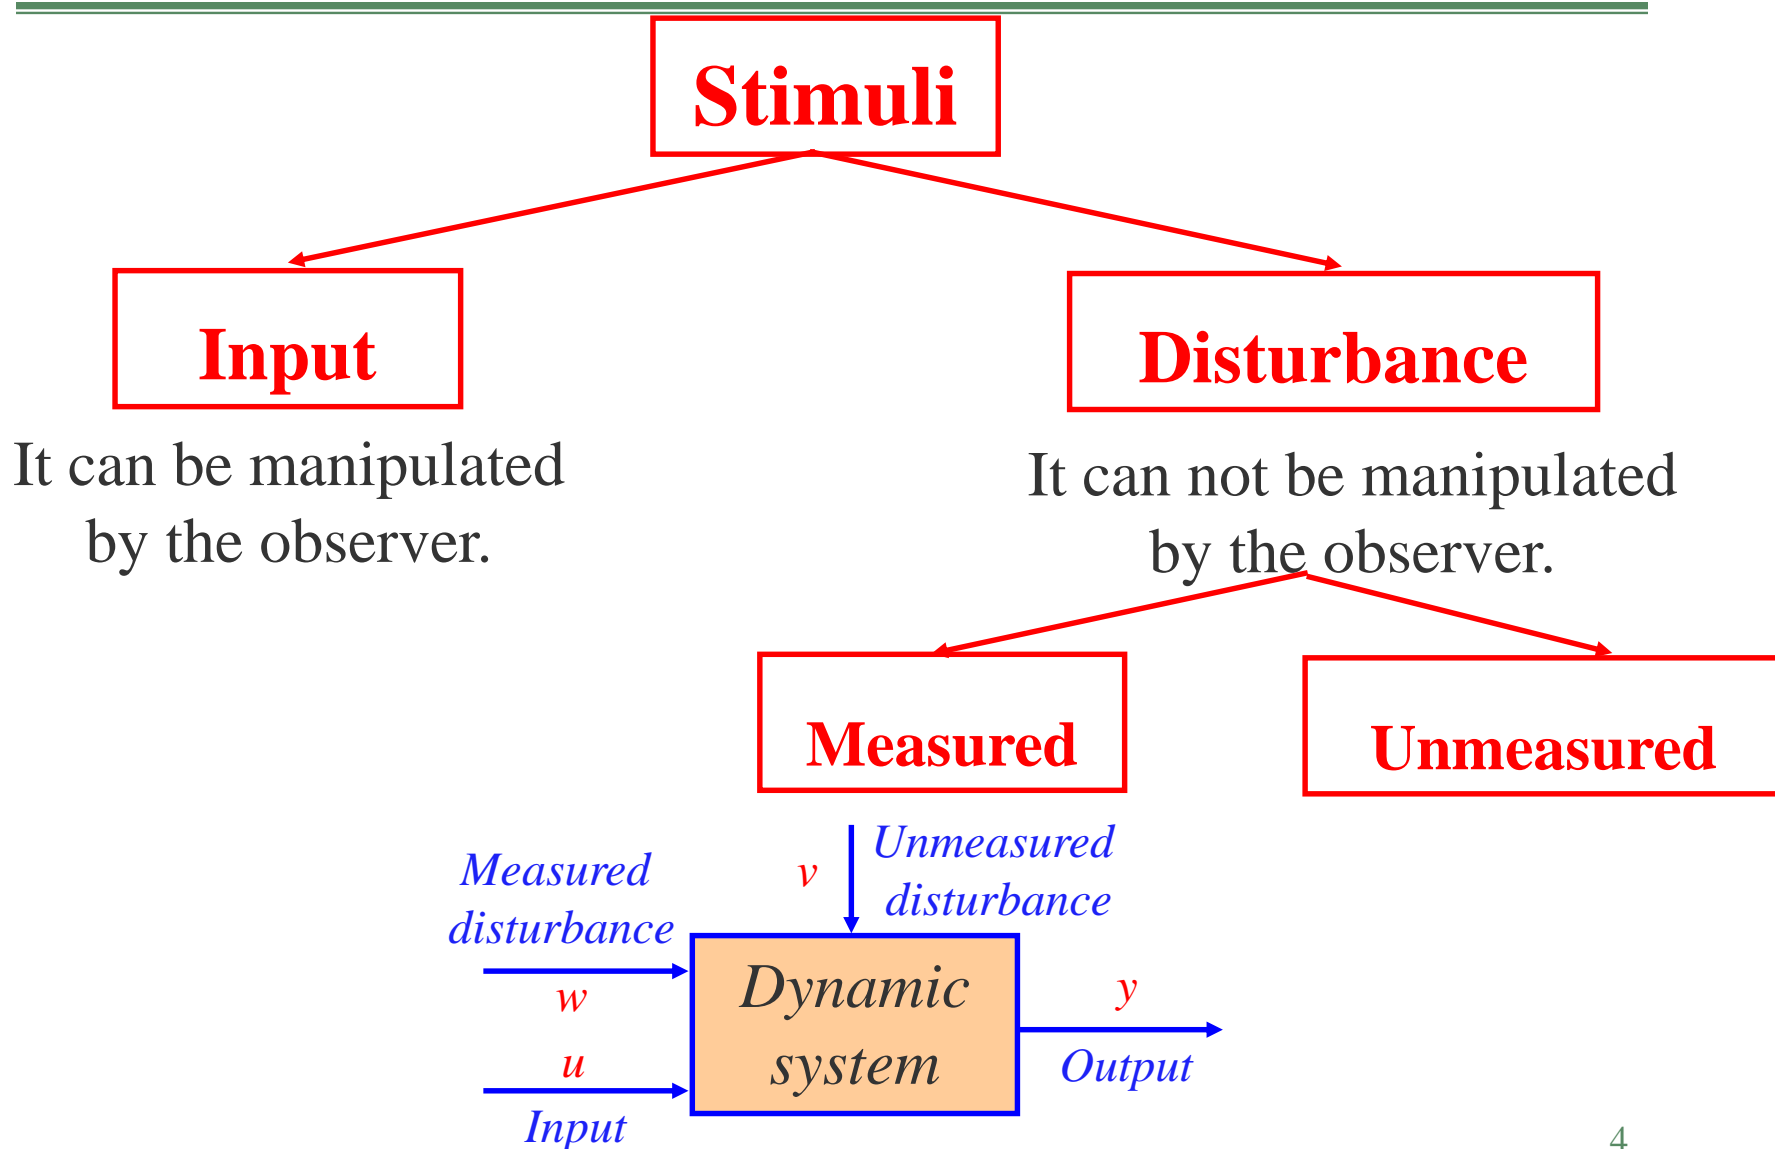 Stimuli
Input
Disturbance
It can be manipulated
by the observer.
It can not be manipulated
by the observer.
Measured
Unmeasured
Measured
disturbance
v
Unmeasured
disturbance
w
u
Input
Dynamic
system
y
Output
4